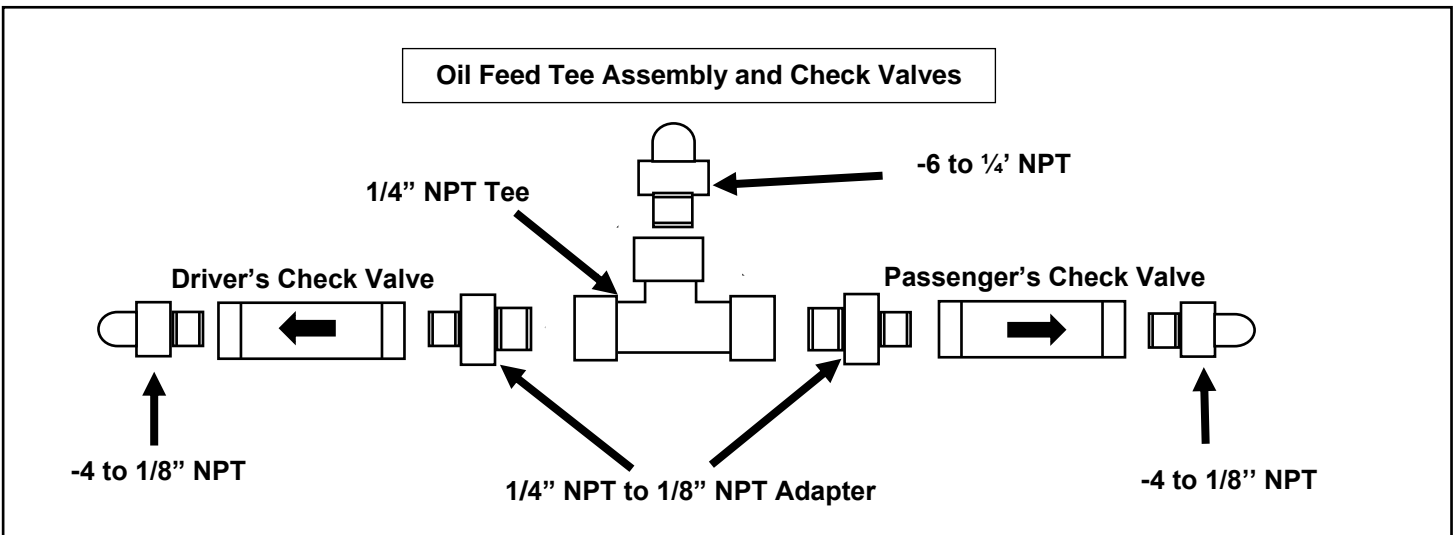 Oil Feed Tee Assembly and Check Valves
-6 to ¼’ NPT
1/4” NPT Tee
Driver’s Check Valve
Passenger’s Check Valve
-4 to 1/8” NPT
1/4” NPT to 1/8” NPT Adapter
-4 to 1/8’’ NPT